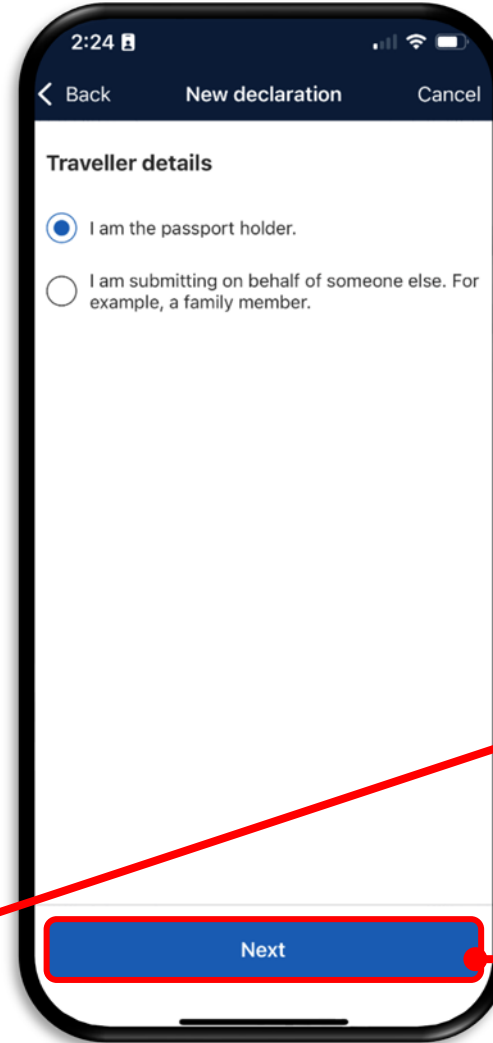 2:24
Back New declaration Cancel
Traveller details
I am the passport holder.
I am submitting on behalf of someone else. For
example, a family member.
Next